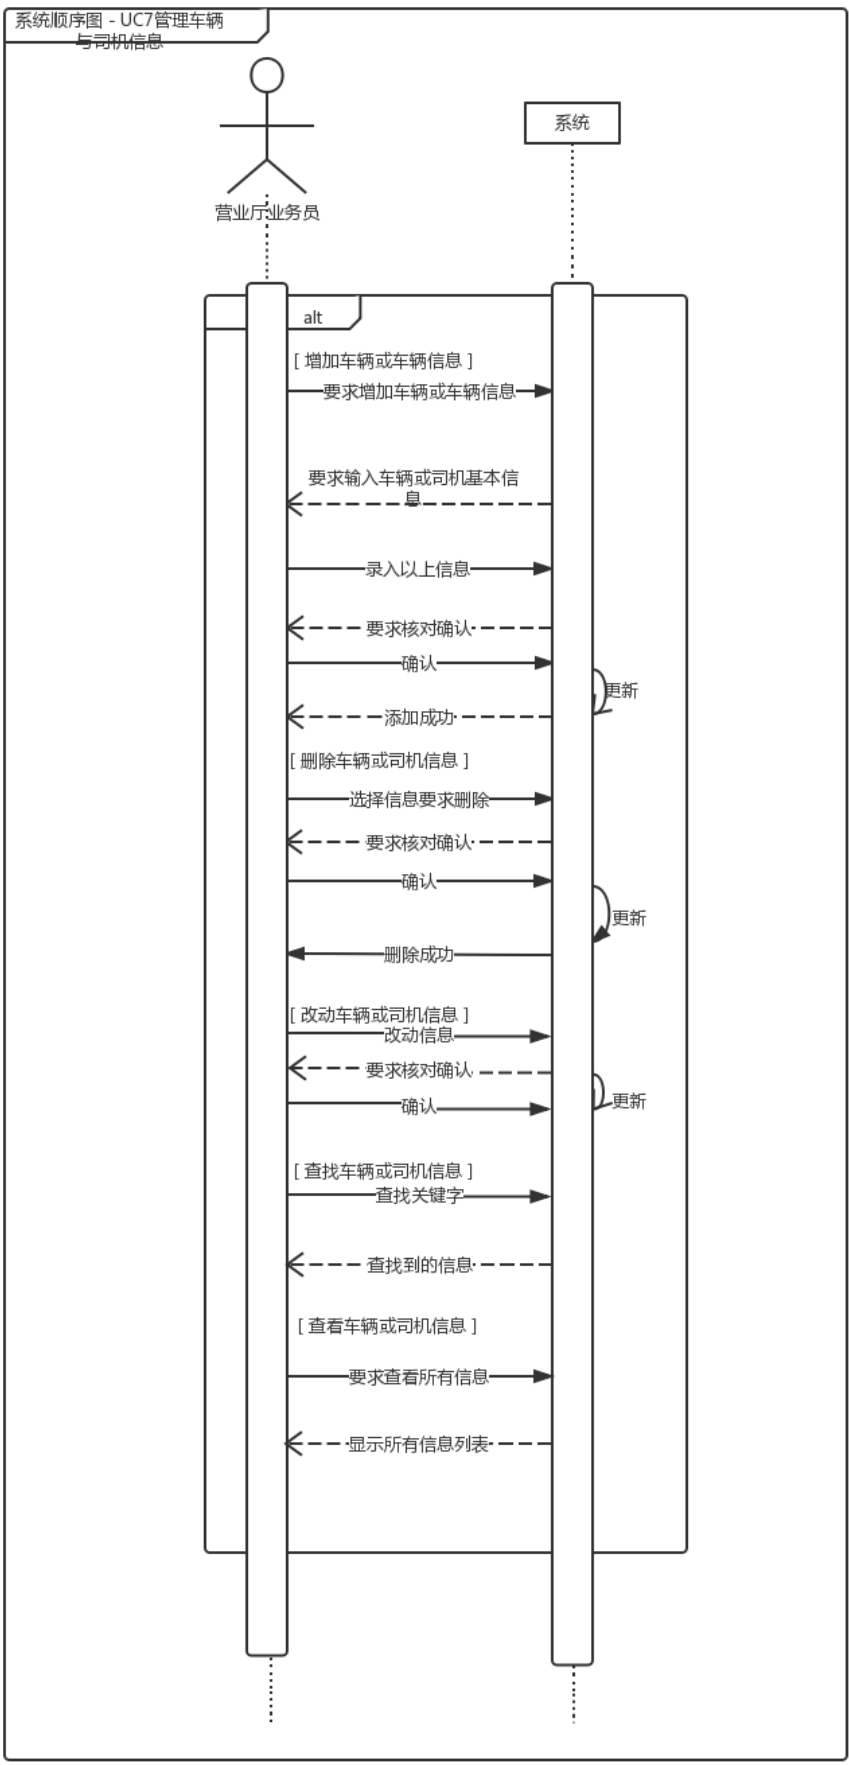 系统顺序图 - UC7管理车辆
与司机信息
系统
营业厅业务员
alt
[ 增加车辆或车辆信息 ]
要求增加车辆或车辆信息
要求输入车辆或司机基本信
息
录入以上信息
要求核对确认
确认
更新
添加成功
[ 删除车辆或司机信息 ]
选择信息要求删除
要求核对确认
确认
更新
删除成功
[ 改动车辆或司机信息 ]
改动信息
要求核对确认
确认
更新
[ 查找车辆或司机信息 ]
查找关键字
查找到的信息
[ 查看车辆或司机信息 ]
要求查看所有信息
显示所有信息列表